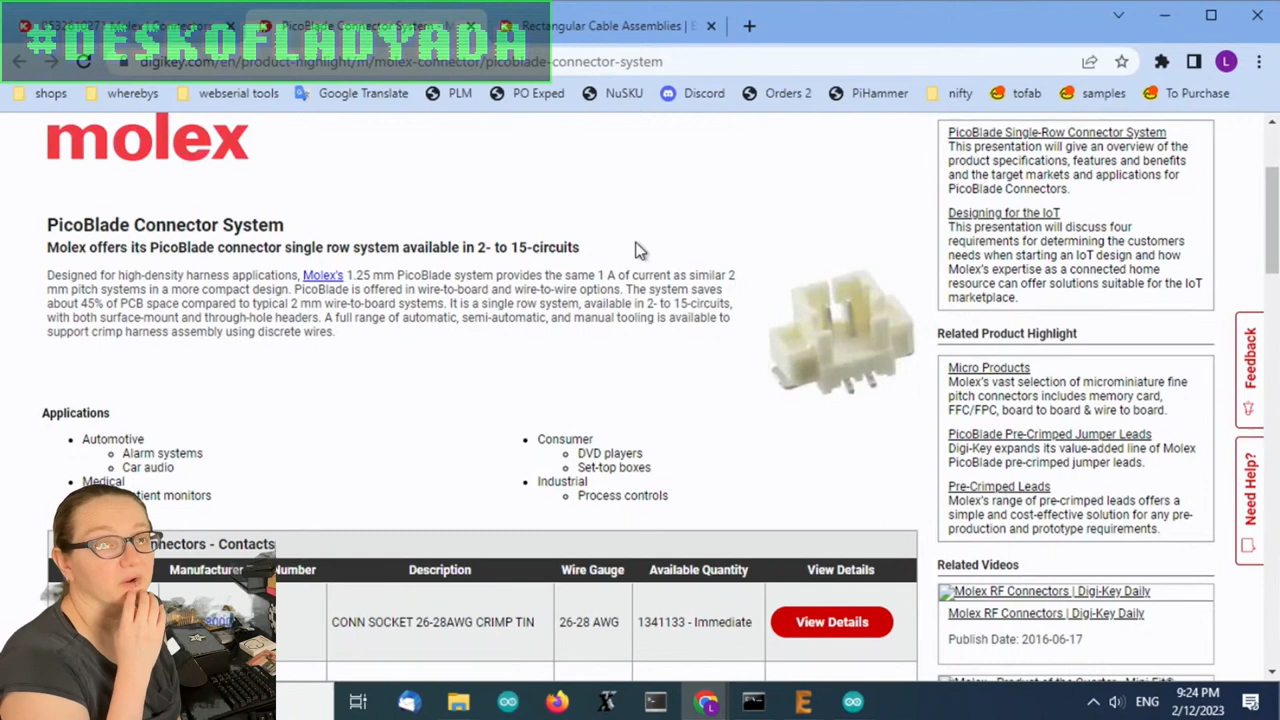 C533261027 | Molex | Connectors
PicoBlade Connector System - M
Rectangular Cable Assemblies | E
#DESKOFLADYADA
digikey.com/en/product-highlight/m/molex-connector/picoblade-connector-system
L
shops
wherebys
webserial tools
Google Translate
PLM
PO Exped
NuSKU
Discord
Orders 2
PiHammer
nifty
tofab
samples
To Purchase
molex
PicoBlade Connector System
Molex offers its PicoBlade connector single row system available in 2- to 15-circuits
Designed for high-density harness applications, Molex's 1.25 mm PicoBlade system provides the same 1 A of current as similar 2
mm pitch systems in a more compact design. PicoBlade is offered in wire-to-board and wire-to-wire options. The system saves
about 45% of PCB space compared to typical 2 mm wire-to-board systems. It is a single row system, available in 2- to 15-circuits,
with both surface-mount and through-hole headers. A full range of automatic, semi-automatic, and manual tooling is available to
support crimp harness assembly using discrete wires.
Applications
Automotive
Alarm systems
Car audio
Medical
tient monitors
Consumer
DVD players
Set-top boxes
Industrial
Process controls
nnectors - Contacts
Manufacturer
Number
Description
Wire Gauge
Available Quantity
View Details
CONN SOCKET 26-28AWG CRIMP TIN
26-28 AWG
1341133 - Immediate
View Details
PicoBlade Single-Row Connector System
This presentation will give an overview of the
product specifications, features and benefits
and the target markets and applications for
PicoBlade Connectors.
Designing for the IoT
This presentation will discuss four
requirements for determining the customers
needs when starting an IoT design and how
Molex's expertise as a connected home
resource can offer solutions suitable for the IoT
marketplace.
Related Product Highlight
Micro Products
Molex's vast selection of microminiature fine
pitch connectors includes memory card,
FFC/FPC, board to board & wire to board.
PicoBlade Pre-Crimped Jumper Leads
Digi-Key expands its value-added line of Molex
PicoBlade pre-crimped jumper leads.
Pre-Crimped Leads
Molex's range of pre-crimped leads offers a
simple and cost-effective solution for any pre-
production and prototype requirements.
Related Videos
Molex RF Connectors | Digi-Key Daily
Molex RF Connectors | Digi-Key Daily
Publish Date: 2016-06-17
Feedback
Need Help?
ENG
9:24 PM
2/12/2023